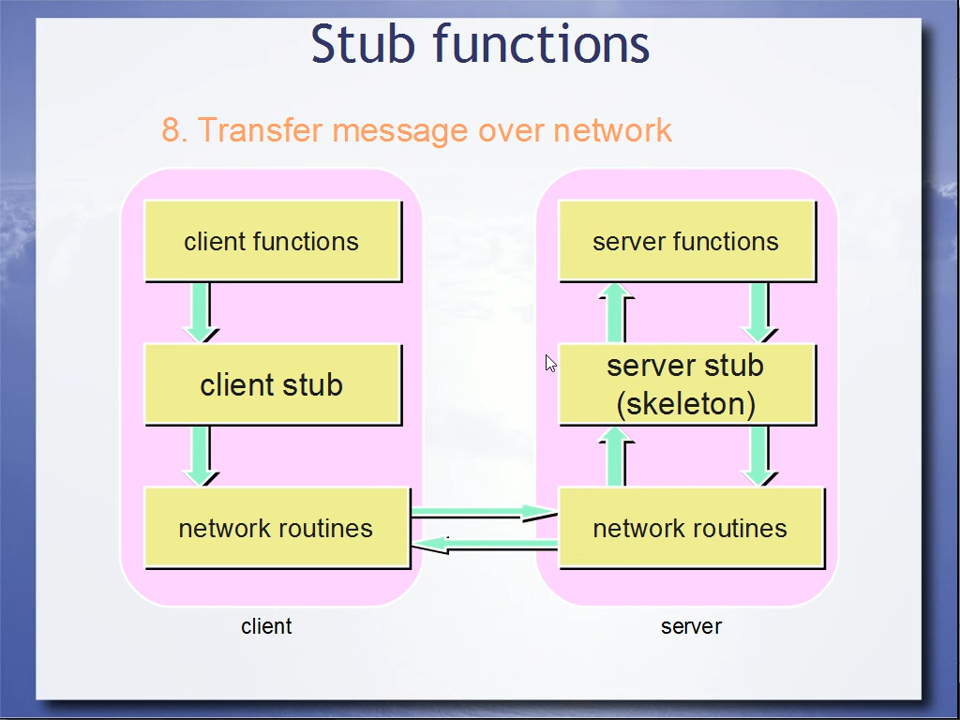 Stub functions
8. Transfer message over network
client functions
server functions
client stub
server stub
(skeleton)
network routines
network routines
client
server